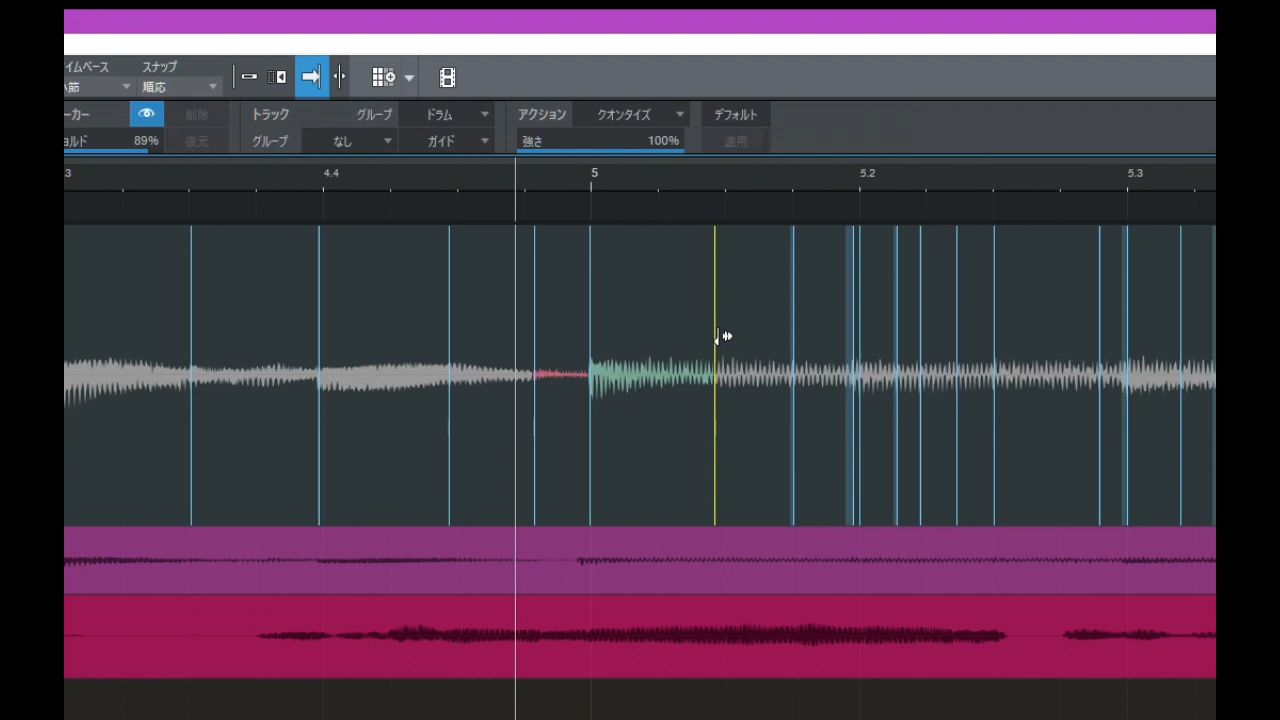 イムベース スナップ
小節 順応
ーカー 削除 トラック グループ ドラム アクション クオンタイズ デフォルト
ョルド 89% 復元 グループ なし ガイド 強さ 100% 適用
.3 4.4 5 5.2 5.3